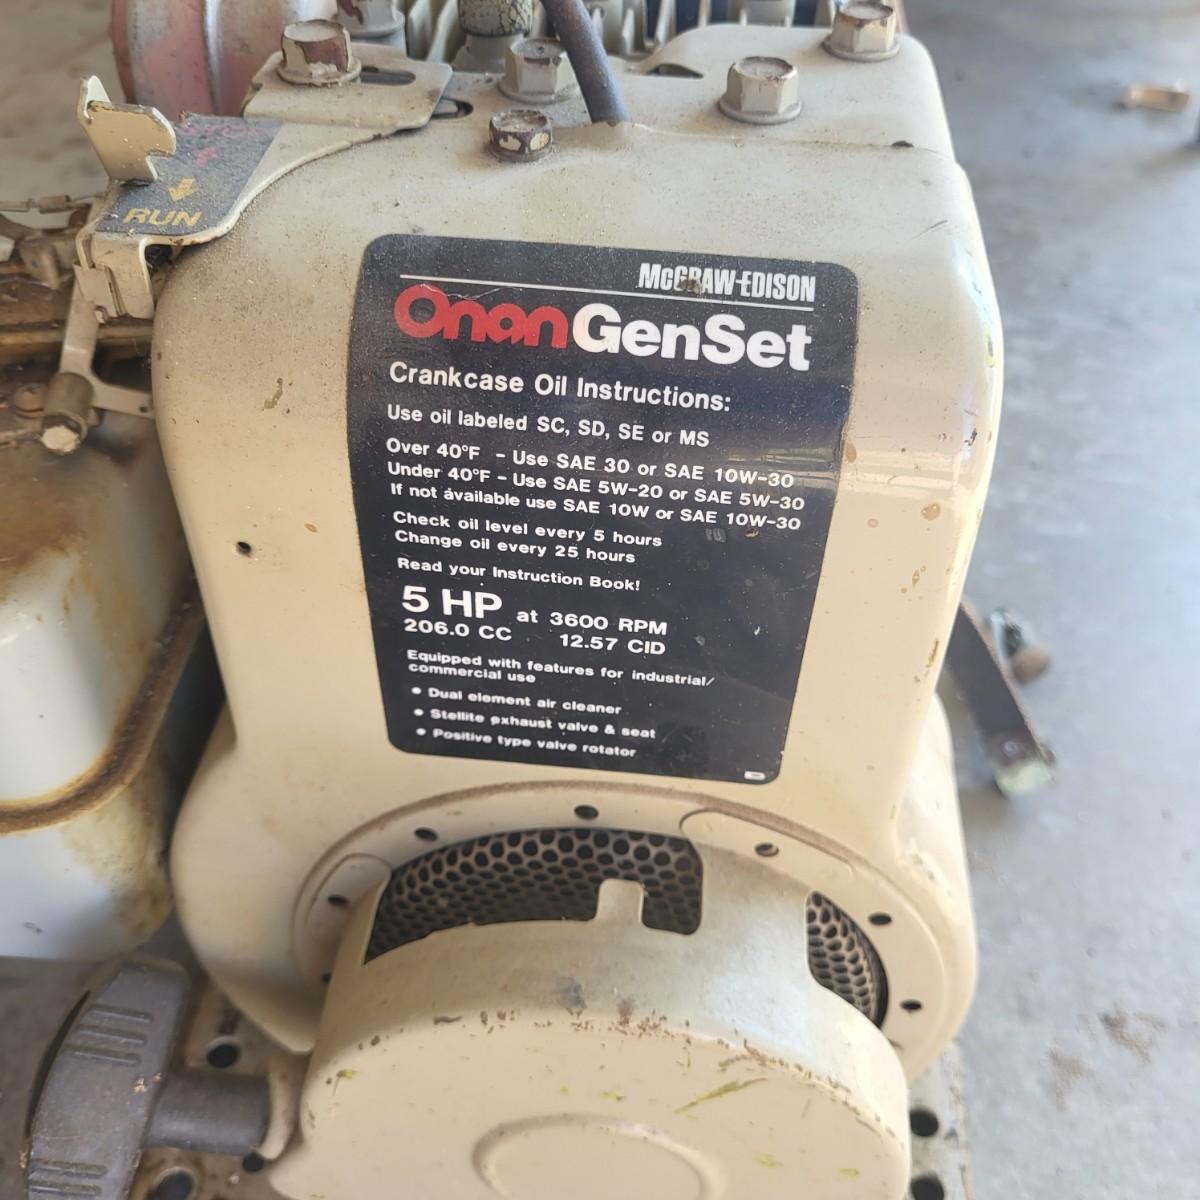 RUN
McGRAW-EDISON
Onan GenSet
Crankcase Oil Instructions:
Use oil labeled SC, SD, SE or MS
Over 40°F - Use SAE 30 or SAE 10W-30
Under 40°F - Use SAE 5W-20 or SAE 5W-30
If not available use SAE 10W or SAE 10W-30
Check oil level every 5 hours
Change oil every 25 hours
Read your Instruction Book!
5 HP at 3600 RPM
206.0 CC 12.57 CID
Equipped with features for industrial/
commercial use
• Dual element air cleaner
• Stellite exhaust valve & seat
• Positive type valve rotator